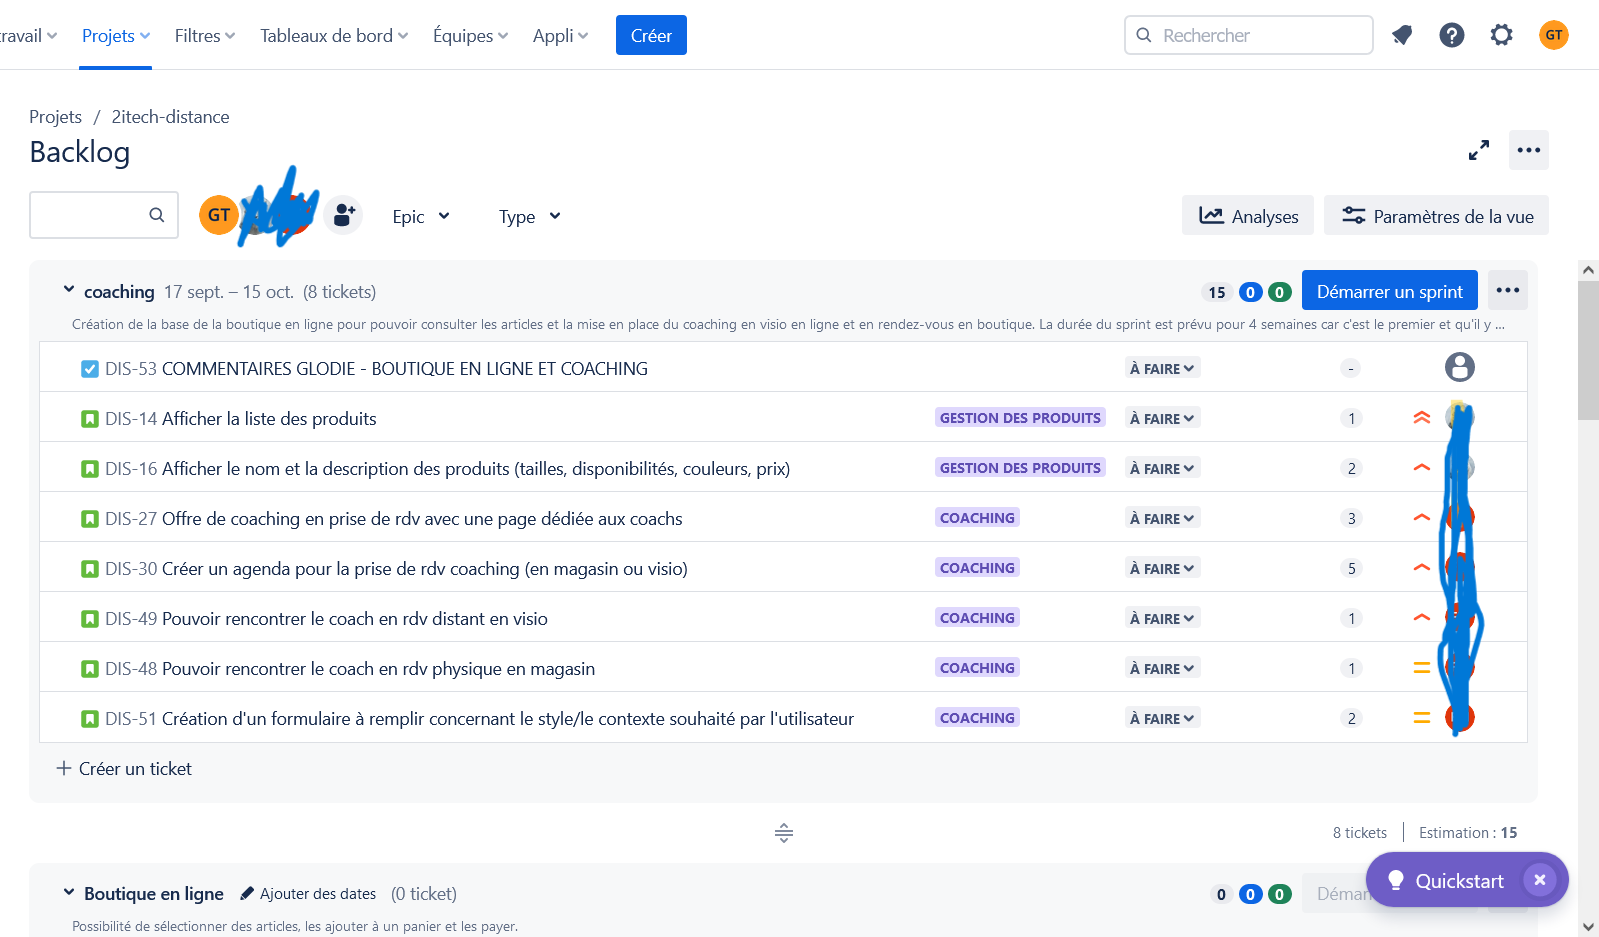 ravail Projets Filtres Tableaux de bord Équipes Appli Créer Rechercher GT
Projets / 2itech-distance
Backlog
GT Epic Type Analyses Paramètres de la vue
coaching 17 sept. – 15 oct. (8 tickets) 15 0 0 Démarrer un sprint
Création de la base de la boutique en ligne pour pouvoir consulter les articles et la mise en place du coaching en visio en ligne et en rendez-vous en boutique. La durée du sprint est prévu pour 4 semaines car c'est le premier et qu'il y ...
DIS-53 COMMENTAIRES GLODIE - BOUTIQUE EN LIGNE ET COACHING À FAIRE -
DIS-14 Afficher la liste des produits GESTION DES PRODUITS À FAIRE 1
DIS-16 Afficher le nom et la description des produits (tailles, disponibilités, couleurs, prix) GESTION DES PRODUITS À FAIRE 2
DIS-27 Offre de coaching en prise de rdv avec une page dédiée aux coachs COACHING À FAIRE 3
DIS-30 Créer un agenda pour la prise de rdv coaching (en magasin ou visio) COACHING À FAIRE 5
DIS-49 Pouvoir rencontrer le coach en rdv distant en visio COACHING À FAIRE 1
DIS-48 Pouvoir rencontrer le coach en rdv physique en magasin COACHING À FAIRE 1
DIS-51 Création d'un formulaire à remplir concernant le style/le contexte souhaité par l'utilisateur COACHING À FAIRE 2
+ Créer un ticket
8 tickets Estimation : 15
Boutique en ligne Ajouter des dates (0 ticket) 0 0 0 Démar
Quickstart
Possibilité de sélectionner des articles, les ajouter à un panier et les payer.